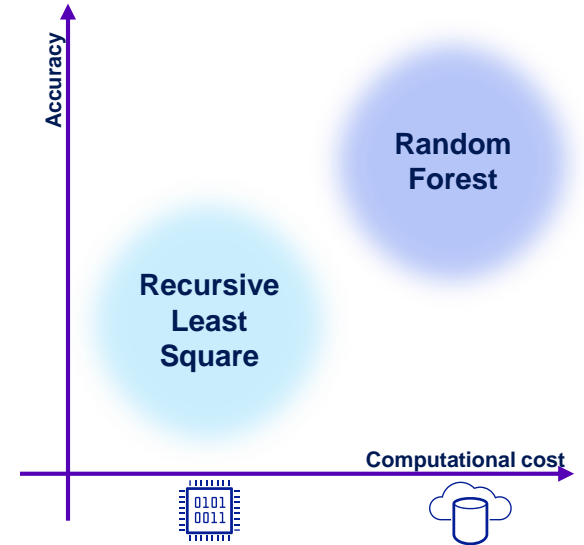 Accuracy
Random
Forest
Recursive
Least
Square
Computational cost
0101
0011